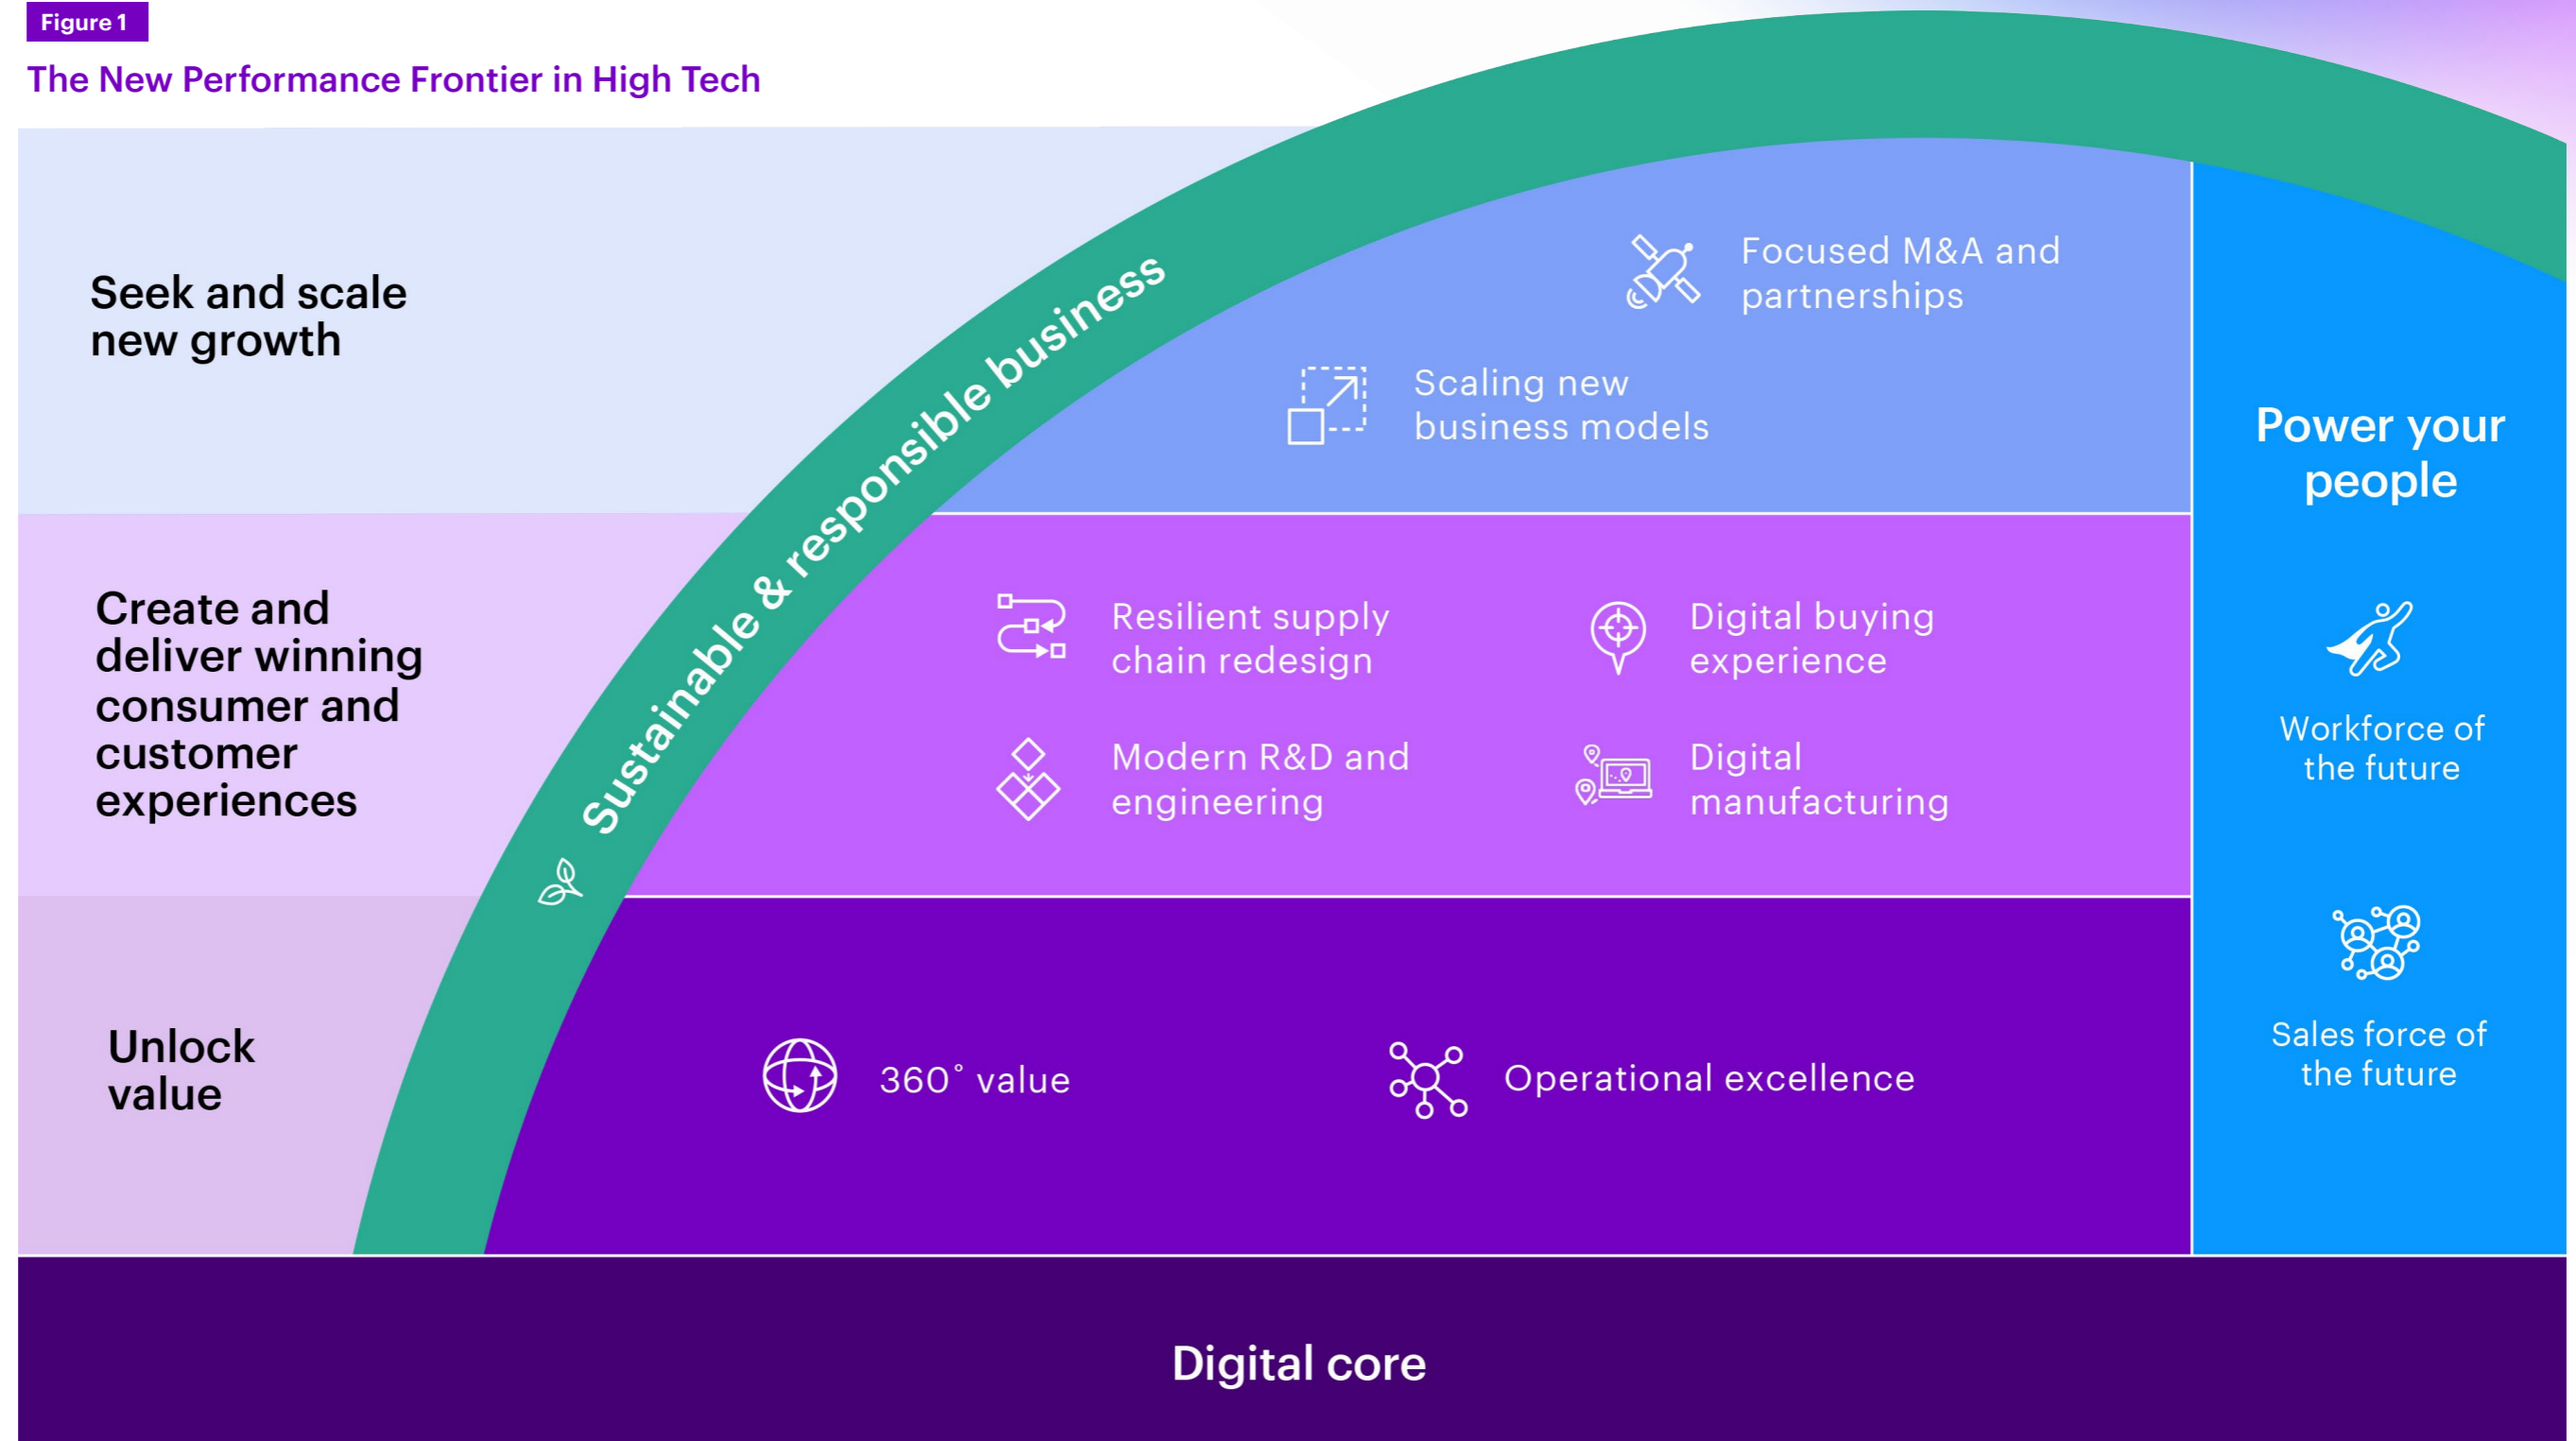 Figure 1
The New Performance Frontier in High Tech
Seek and scale
new growth
Sustainable & responsible business
Focused M&A and
partnerships
Scaling new
business models
Create and
deliver winning
consumer and
customer
experiences
Resilient supply
chain redesign
Digital buying
experience
Modern R&D and
engineering
Digital
manufacturing
Unlock
value
360˚ value
Operational excellence
Power your
people
Workforce of
the future
Sales force of
the future
Digital core